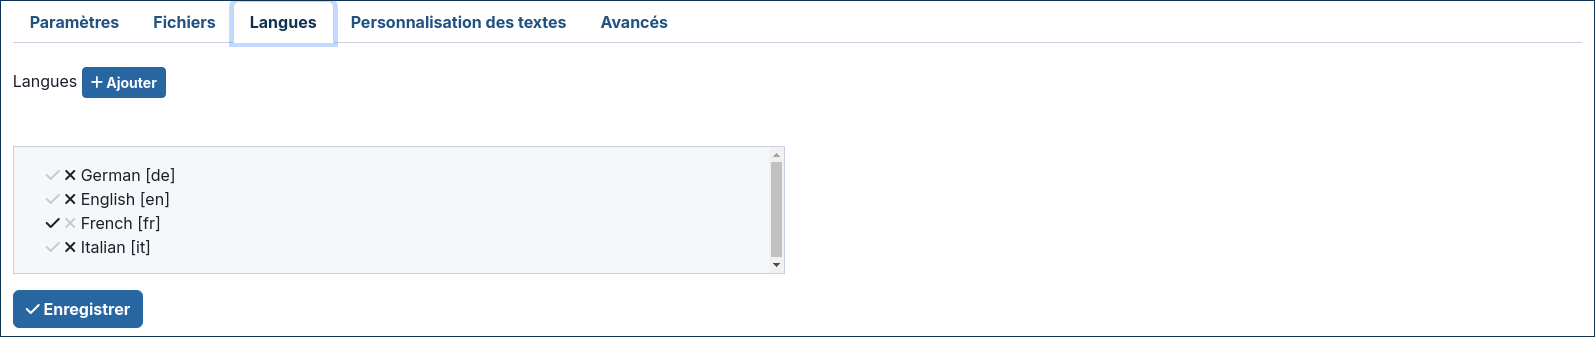 Paramètres Fichiers Langues Personnalisation des textes Avancés
Langues Ajouter
German [de]
English [en]
French [fr]
Italian [it]
Enregistrer